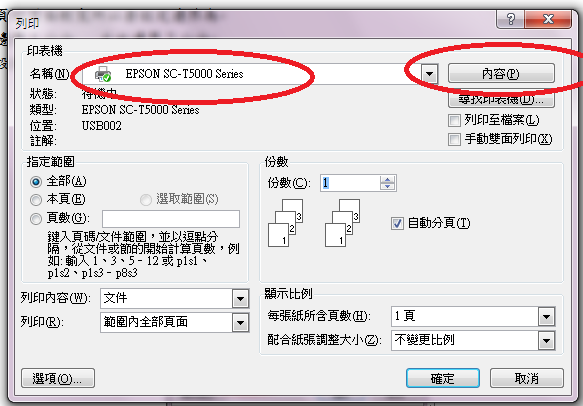 列印
印表機
名稱(N): EPSON SC-T5000 Series 內容(P)
狀態: 待機中
類型: EPSON SC-T5000 Series 尋找印表機(D)...
位置: USB002 列印至檔案(L)
註解: 手動雙面列印(X)
指定範圍
全部(A)
本頁(E) 選取範圍(S)
頁數(G):
鍵入頁碼/文件範圍，並以逗點分
隔，從文件或節的開始計算頁數，例
如: 輸入 1、3、5 - 12 或 p1s1、
p1s2、p1s3 - p8s3
份數
份數(C): 1
1 2 3 1 2 3
自動分頁(T)
列印內容(W): 文件
列印(R): 範圍內全部頁面
顯示比例
每張紙所含頁數(H): 1 頁
配合紙張調整大小(Z): 不變更比例
選項(O)... 確定 取消